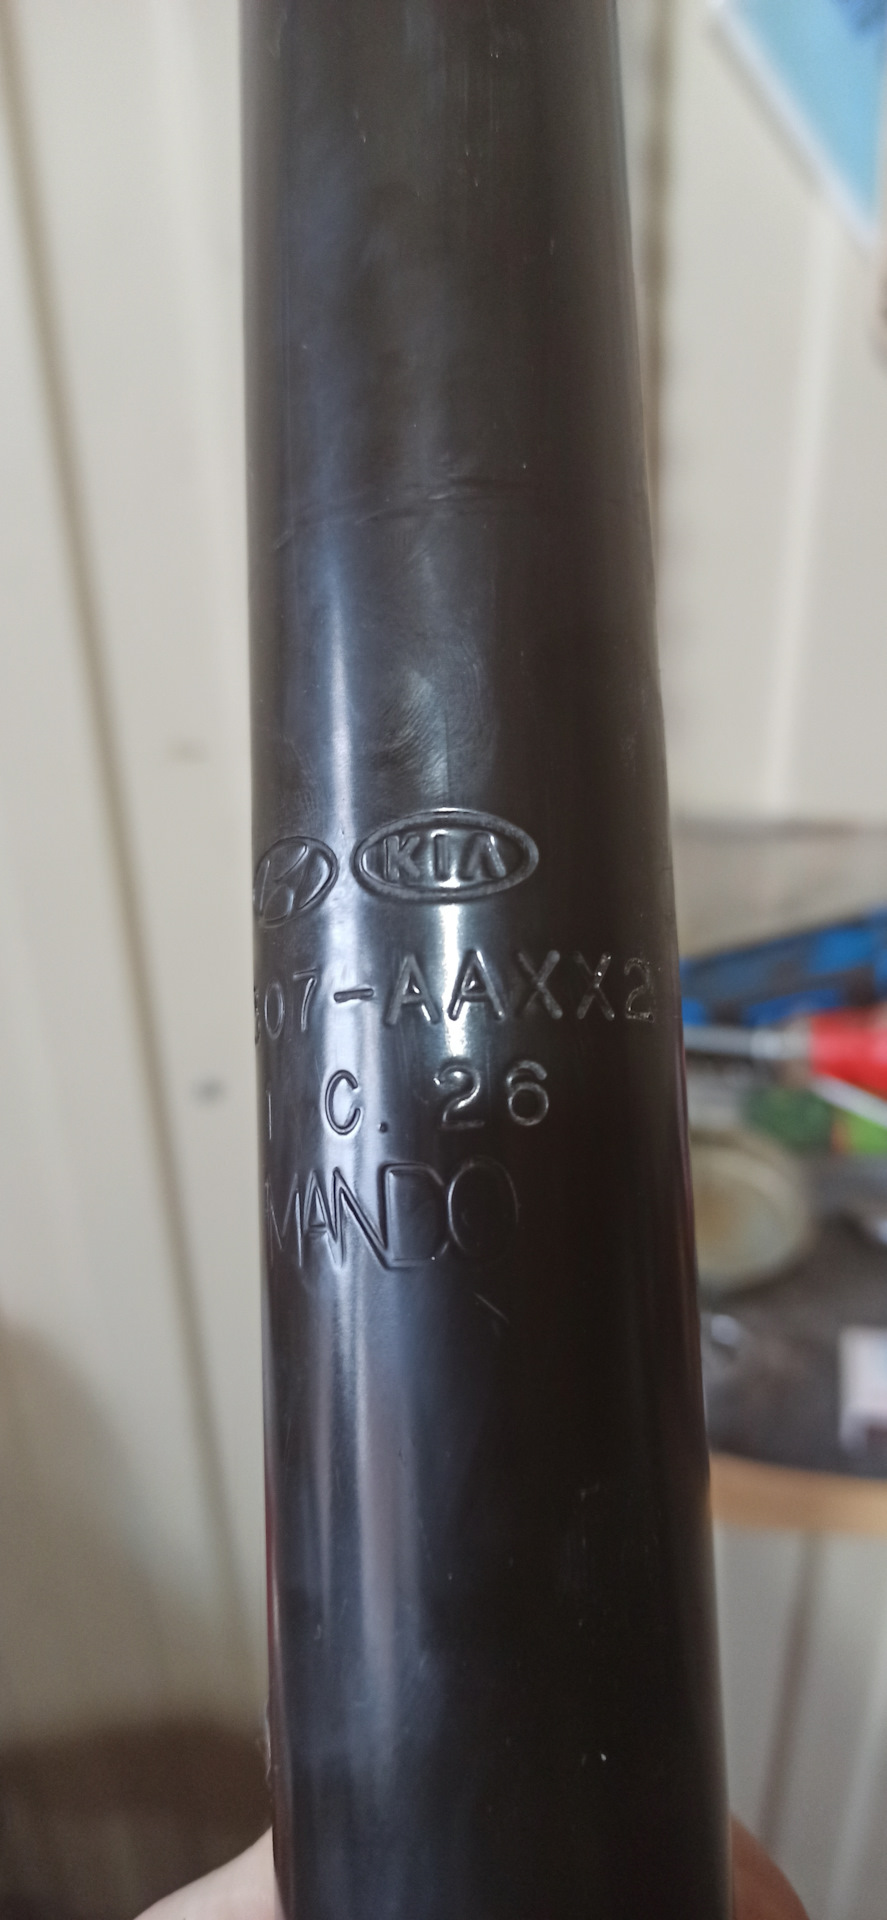 KIA
07-AAXX2
C. 26
MANDO